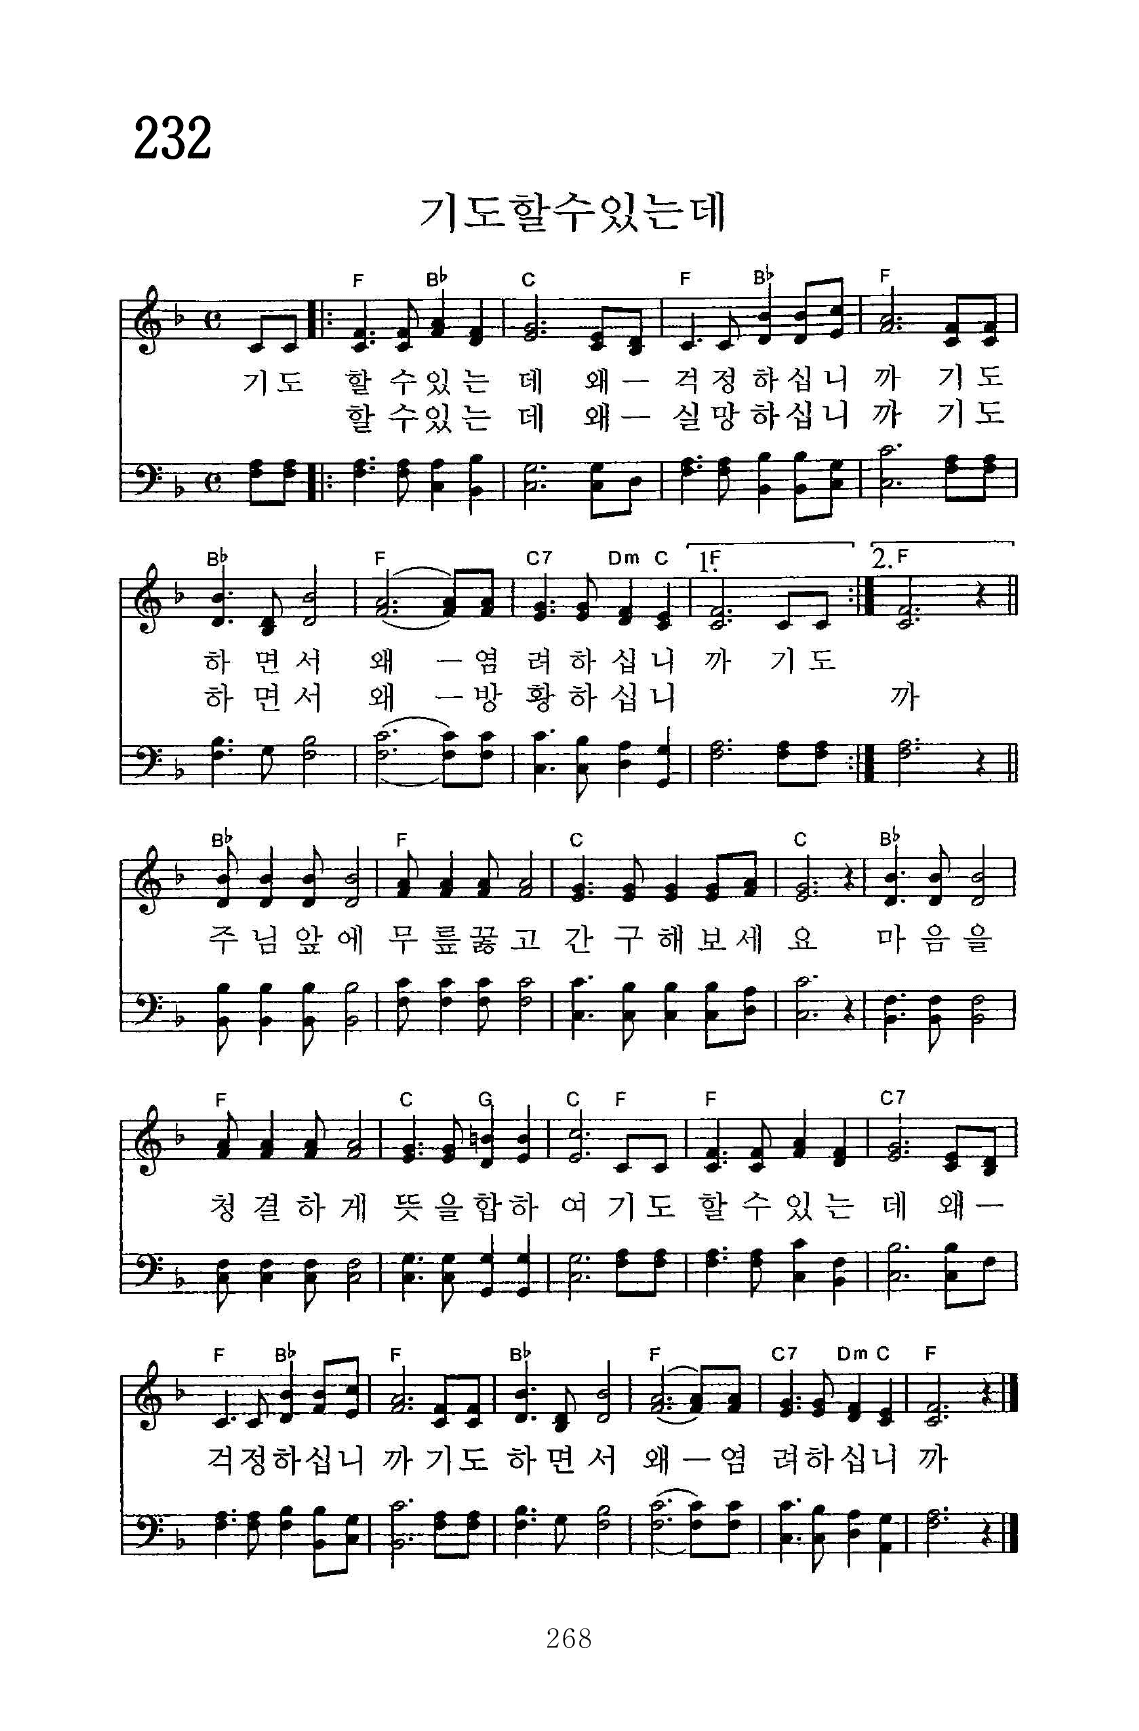 232
기도할수있는데
F B♭ C F B♭ F
기도 할수있는 데 왜ー 걱정하십니 까 기도
할수있는 데 왜ー 실망하십니 까 기도
B♭ F C7 Dm C 1. F 2. F
하 면 서 왜 ー염 려하십니 까 기도
하 면 서 왜 ー방 황하십니 까
B♭ F C C B♭
주님앞에 무릎꿇고 간구해보세 요 마음을
F C G C F F C7
청결하게 뜻을합하 여 기도 할수있는 데 왜ー
F B♭ F B♭ F C7 Dm C F
걱정하십니 까 기도 하면서 왜ー염 려하십니 까
268